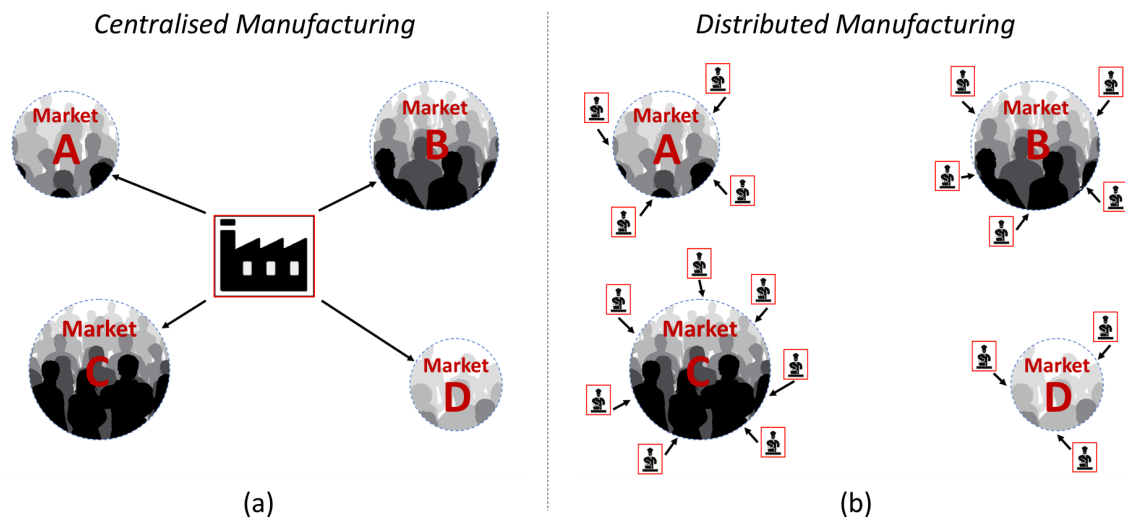 Centralised Manufacturing
Market
A
Market
B
Market
C
Market
D
(a)
Distributed Manufacturing
Market
A
Market
B
Market
C
Market
D
(b)